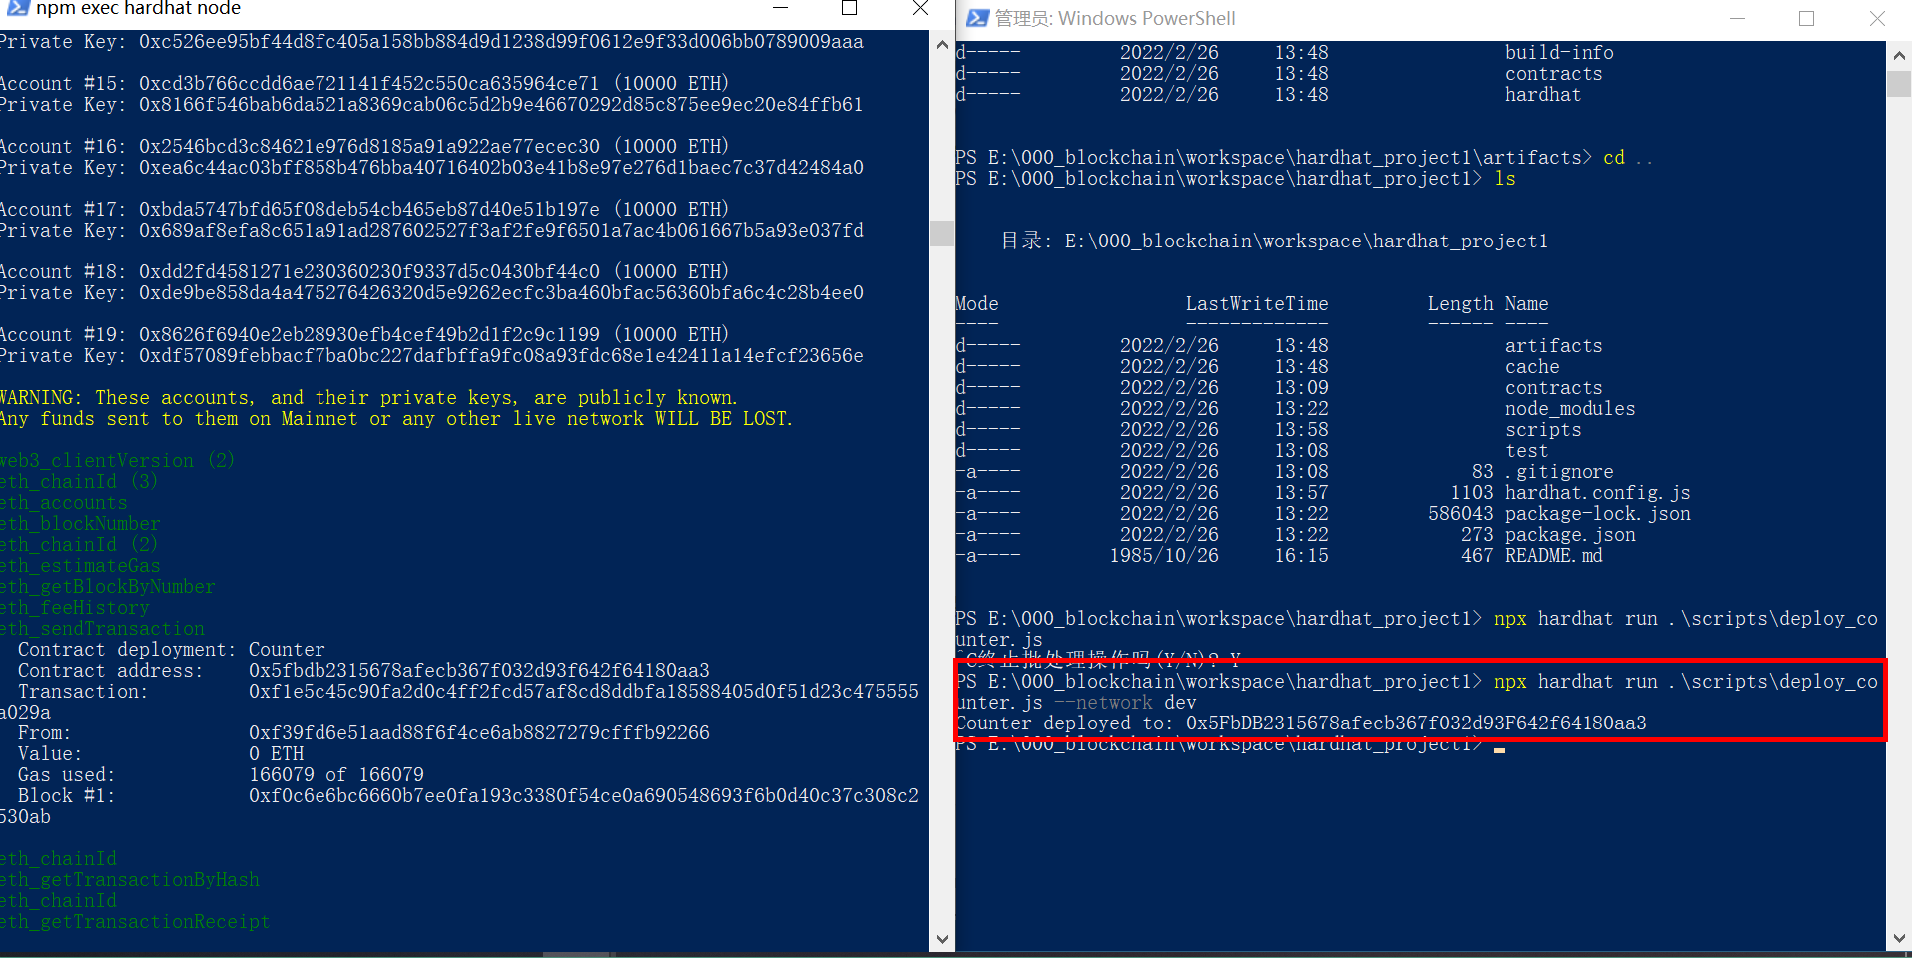 npm exec hardhat node
Private Key: 0xc526ee95bf44d8fc405a158bb884d9d1238d99f0612e9f33d006bb0789009aaa
Account #15: 0xcd3b766ccdd6ae721141f452c550ca635964ce71 (10000 ETH)
Private Key: 0x8166f546bab6da521a8369cab06c5d2b9e46670292d85c875ee9ec20e84ffb61
Account #16: 0x2546bcd3c84621e976d8185a91a922ae77ecec30 (10000 ETH)
Private Key: 0xea6c44ac03bff858b476bba40716402b03e41b8e97e276d1baec7c37d42484a0
Account #17: 0xbda5747bfd65f08deb54cb465eb87d40e51b197e (10000 ETH)
Private Key: 0x689af8efa8c651a91ad287602527f3af2fe9f6501a7ac4b061667b5a93e037fd
Account #18: 0xdd2fd4581271e230360230f9337d5c0430bf44c0 (10000 ETH)
Private Key: 0xde9be858da4a475276426320d5e9262ecfc3ba460bfac56360bfa6c4c28b4ee0
Account #19: 0x8626f6940e2eb28930efb4cef49b2d1f2c9c1199 (10000 ETH)
Private Key: 0xdf57089febbacf7ba0bc227dafbffa9fc08a93fdc68e1e42411a14efcf23656e
WARNING: These accounts, and their private keys, are publicly known.
Any funds sent to them on Mainnet or any other live network WILL BE LOST.
web3_clientVersion (2)
eth_chainId (3)
eth_accounts
eth_blockNumber
eth_chainId (2)
eth_estimateGas
eth_getBlockByNumber
eth_feeHistory
eth_sendTransaction
Contract deployment: Counter
Contract address: 0x5fbdb2315678afecb367f032d93f642f64180aa3
Transaction: 0xf1e5c45c90fa2d0c4ff2fcd57af8cd8ddbfa18588405d0f51d23c475555
a029a
From: 0xf39fd6e51aad88f6f4ce6ab8827279cfffb92266
Value: 0 ETH
Gas used: 166079 of 166079
Block #1: 0xf0c6e6bc6660b7ee0fa193c3380f54ce0a690548693f6b0d40c37c308c2
530ab
eth_chainId
eth_getTransactionByHash
eth_chainId
eth_getTransactionReceipt
管理员: Windows PowerShell
d----- 2022/2/26 13:48 build-info
d----- 2022/2/26 13:48 contracts
d----- 2022/2/26 13:48 hardhat
PS E:\000_blockchain\workspace\hardhat_project1\artifacts> cd ..
PS E:\000_blockchain\workspace\hardhat_project1> ls
目录: E:\000_blockchain\workspace\hardhat_project1
Mode LastWriteTime Length Name
---- ------------- ------ ----
d----- 2022/2/26 13:48 artifacts
d----- 2022/2/26 13:48 cache
d----- 2022/2/26 13:09 contracts
d----- 2022/2/26 13:22 node_modules
d----- 2022/2/26 13:58 scripts
d----- 2022/2/26 13:08 test
-a---- 2022/2/26 13:08 83 .gitignore
-a---- 2022/2/26 13:57 1103 hardhat.config.js
-a---- 2022/2/26 13:22 586043 package-lock.json
-a---- 2022/2/26 13:22 273 package.json
-a---- 1985/10/26 16:15 467 README.md
PS E:\000_blockchain\workspace\hardhat_project1> npx hardhat run .\scripts\deploy_co
unter.js
^C终止批处理操作吗(Y/N)? Y
PS E:\000_blockchain\workspace\hardhat_project1> npx hardhat run .\scripts\deploy_co
unter.js --network dev
Counter deployed to: 0x5FbDB2315678afecb367f032d93F642f64180aa3
PS E:\000_blockchain\workspace\hardhat_project1>